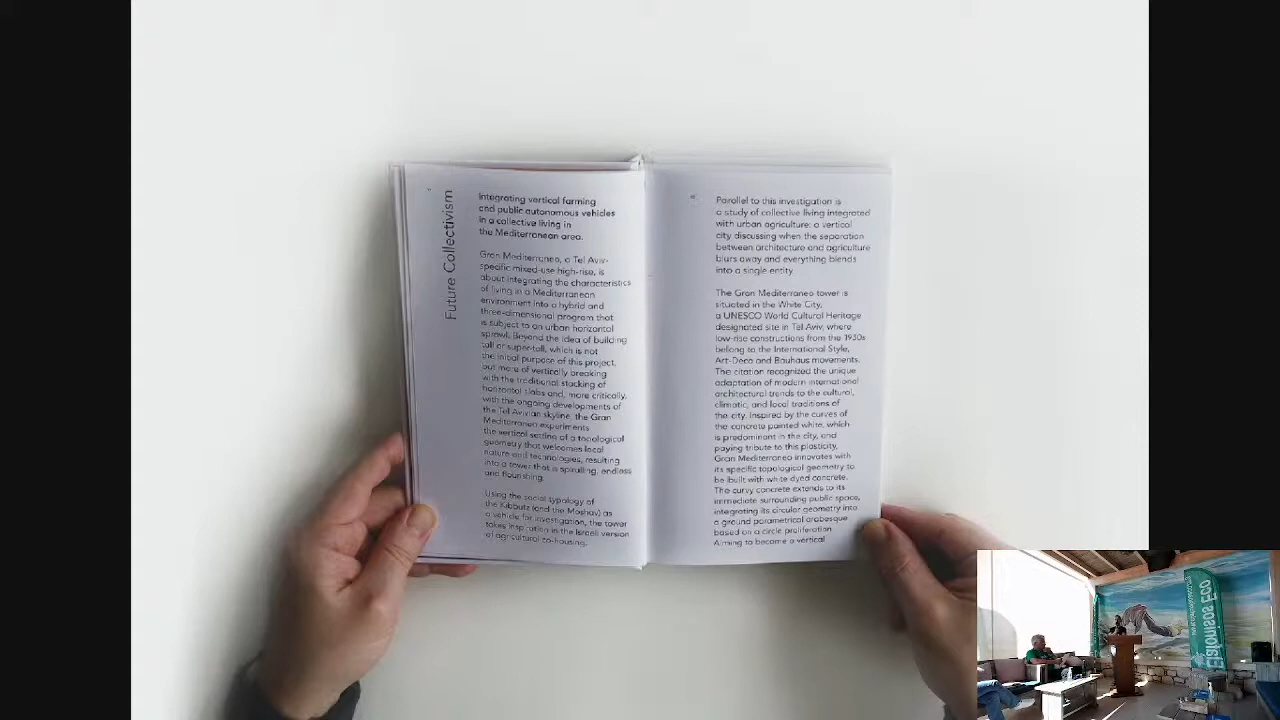 Future Collectivism
Integrating vertical farming
and public autonomous vehicles
in a collective living in
the Mediterranean area.
Gran Mediterraneo, a Tel Aviv-
specific mixed-use high-rise, is
about integrating the characteristics
of living in a Mediterranean
environment into a hybrid and
three-dimensional program that
is subject to an urban horizontal
sprawl. Beyond the idea of building
tall or super-tall, which is not
the initial purpose of this project,
but more of vertically breaking
with the traditional stacking of
horizontal slabs and, more critically,
with the ongoing developments of
the Tel Avivian skyline, the Gran
Mediterraneo experiments
the vertical setting of a topological
geometry that welcomes local
nature and technologies, resulting
into a tower that is spiralling, endless
and flourishing.
Using the social typology of
the Kibbutz (and the Moshav) as
a vehicle for investigation, the tower
takes inspiration in the Israeli version
of agricultural co-housing.
Parallel to this investigation is
a study of collective living integrated
with urban agriculture: a vertical
city discussing when the separation
between architecture and agriculture
blurs away and everything blends
into a single entity.
The Gran Mediterraneo tower is
situated in the White City,
a UNESCO World Cultural Heritage
designated site in Tel Aviv, where
low-rise constructions from the 1930s
belong to the International Style,
Art-Deco and Bauhaus movements.
The citation recognized the unique
adaptation of modern international
architectural trends to the cultural,
climatic, and local traditions of
the city. Inspired by the curves of
the concrete painted white, which
is predominant in the city, and
paying tribute to this plasticity,
Gran Mediterraneo innovates with
its specific topological geometry to
be built with white dyed concrete.
The curvy concrete extends to its
immediate surrounding public space,
integrating its circular geometry into
a ground parametrical arabesque
based on a circle proliferation.
Aiming to become a vertical
Elafonisos Eco